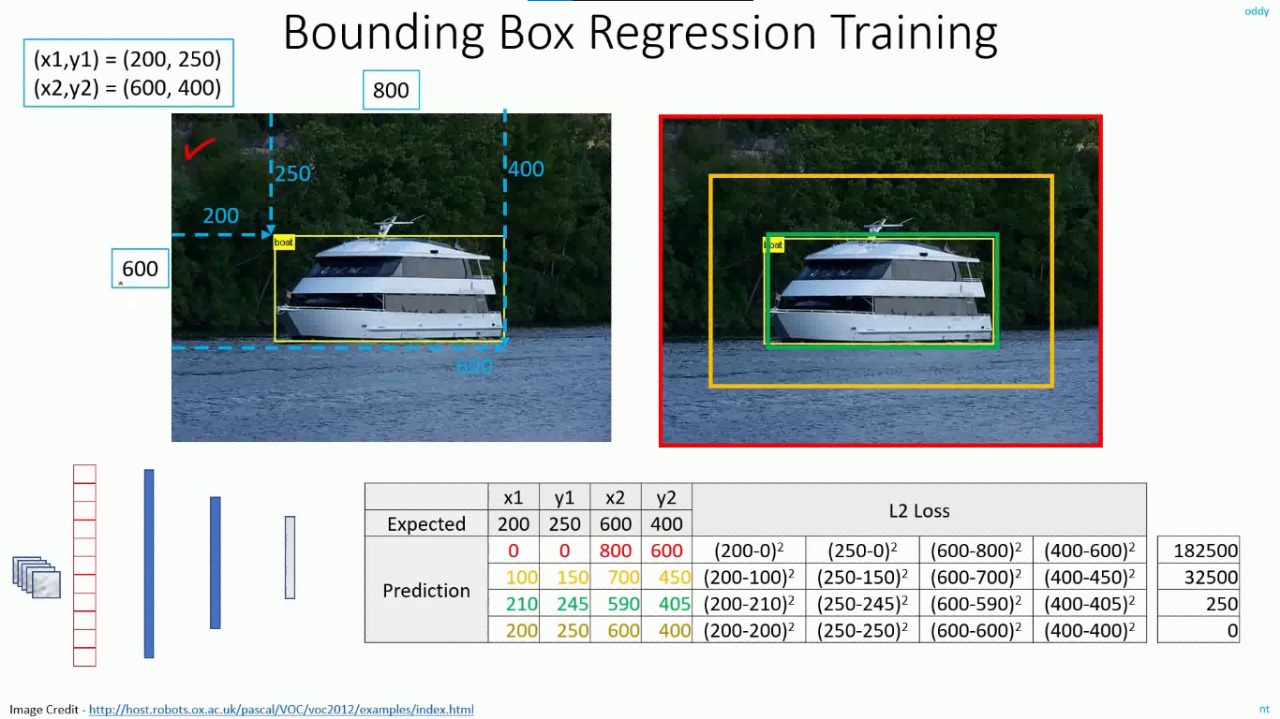 oddy
Bounding Box Regression Training
(x1,y1) = (200, 250)
(x2,y2) = (600, 400)
800
250
400
200
boat
boat
600
600
x1 y1 x2 y2 L2 Loss
Expected 200 250 600 400
Prediction
0 0 800 600 (200-0)² (250-0)² (600-800)² (400-600)² 182500
100 150 700 450 (200-100)² (250-150)² (600-700)² (400-450)² 32500
210 245 590 405 (200-210)² (250-245)² (600-590)² (400-405)² 250
200 250 600 400 (200-200)² (250-250)² (600-600)² (400-400)² 0
Image Credit - http://host.robots.ox.ac.uk/pascal/VOC/voc2012/examples/index.html
nt